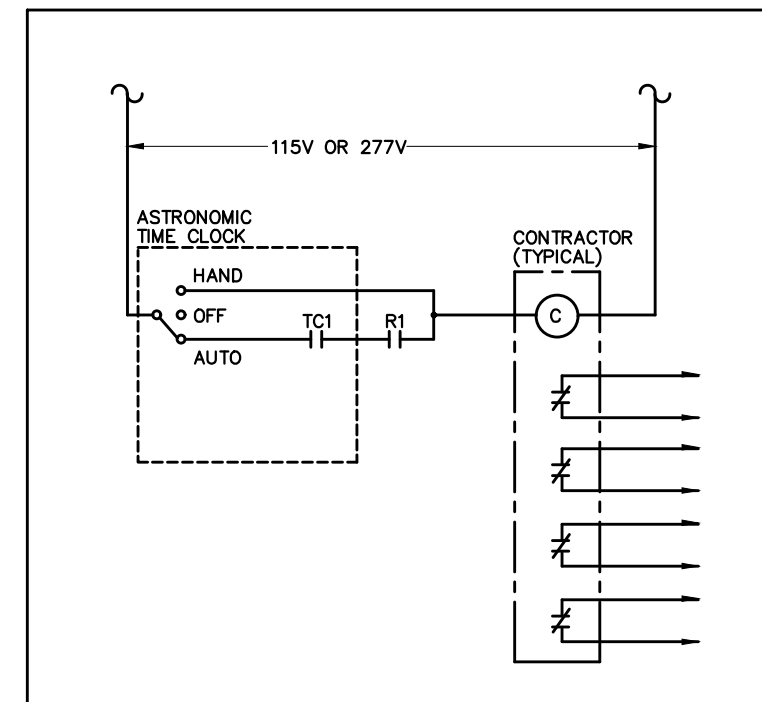 115V OR 277V
ASTRONOMIC
TIME CLOCK
CONTRACTOR
(TYPICAL)
HAND
OFF
TC1
R1
C
AUTO